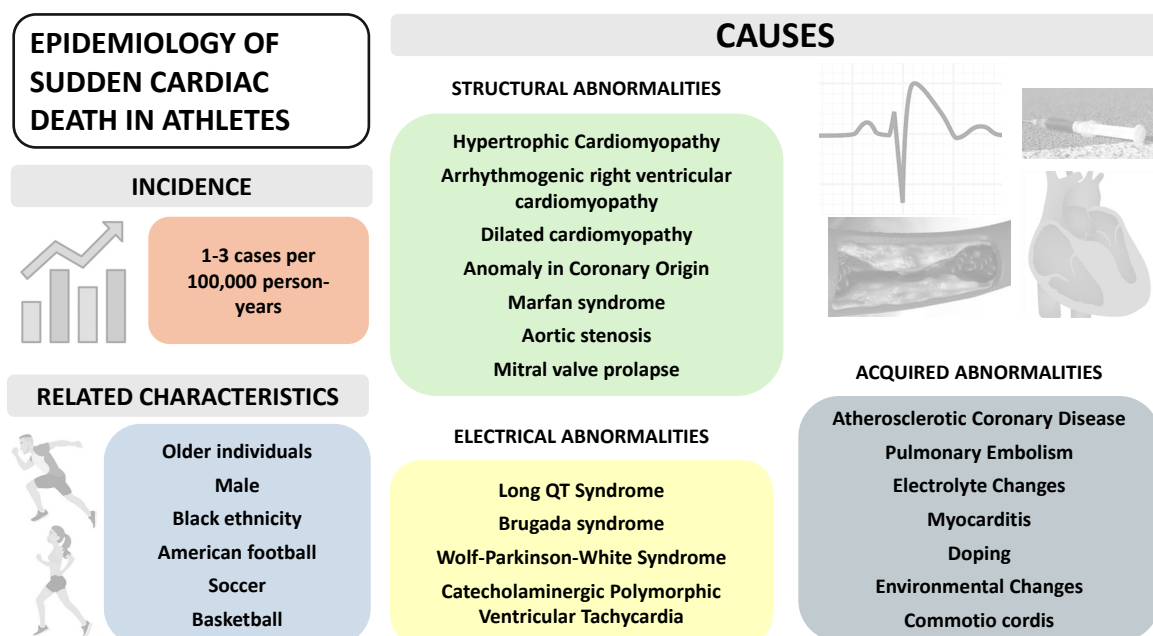 EPIDEMIOLOGY OF
SUDDEN CARDIAC
DEATH IN ATHLETES
INCIDENCE
1-3 cases per
100,000 person-
years
RELATED CHARACTERISTICS
Older individuals
Male
Black ethnicity
American football
Soccer
Basketball
CAUSES
STRUCTURAL ABNORMALITIES
Hypertrophic Cardiomyopathy
Arrhythmogenic right ventricular
cardiomyopathy
Dilated cardiomyopathy
Anomaly in Coronary Origin
Marfan syndrome
Aortic stenosis
Mitral valve prolapse
ELECTRICAL ABNORMALITIES
Long QT Syndrome
Brugada syndrome
Wolf-Parkinson-White Syndrome
Catecholaminergic Polymorphic
Ventricular Tachycardia
ACQUIRED ABNORMALITIES
Atherosclerotic Coronary Disease
Pulmonary Embolism
Electrolyte Changes
Myocarditis
Doping
Environmental Changes
Commotio cordis